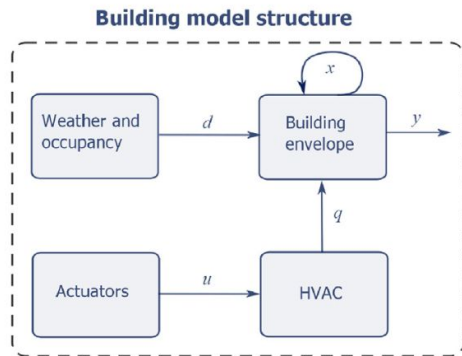 Building model structure
x
Weather and
occupancy
d
Building
envelope
y
q
Actuators
u
HVAC